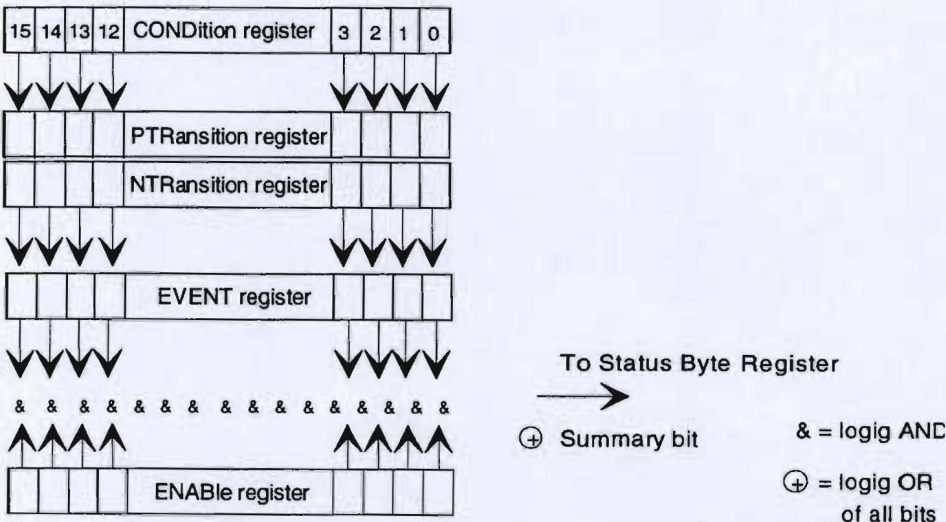 15 14 13 12 CONDition register 3 2 1 0
PTRansition register
NTRansition register
EVENT register
& & & & & & & & & & & & & & & &
ENABle register
To Status Byte Register
⊕ Summary bit
& = logig AND
⊕ = logig OR
of all bits